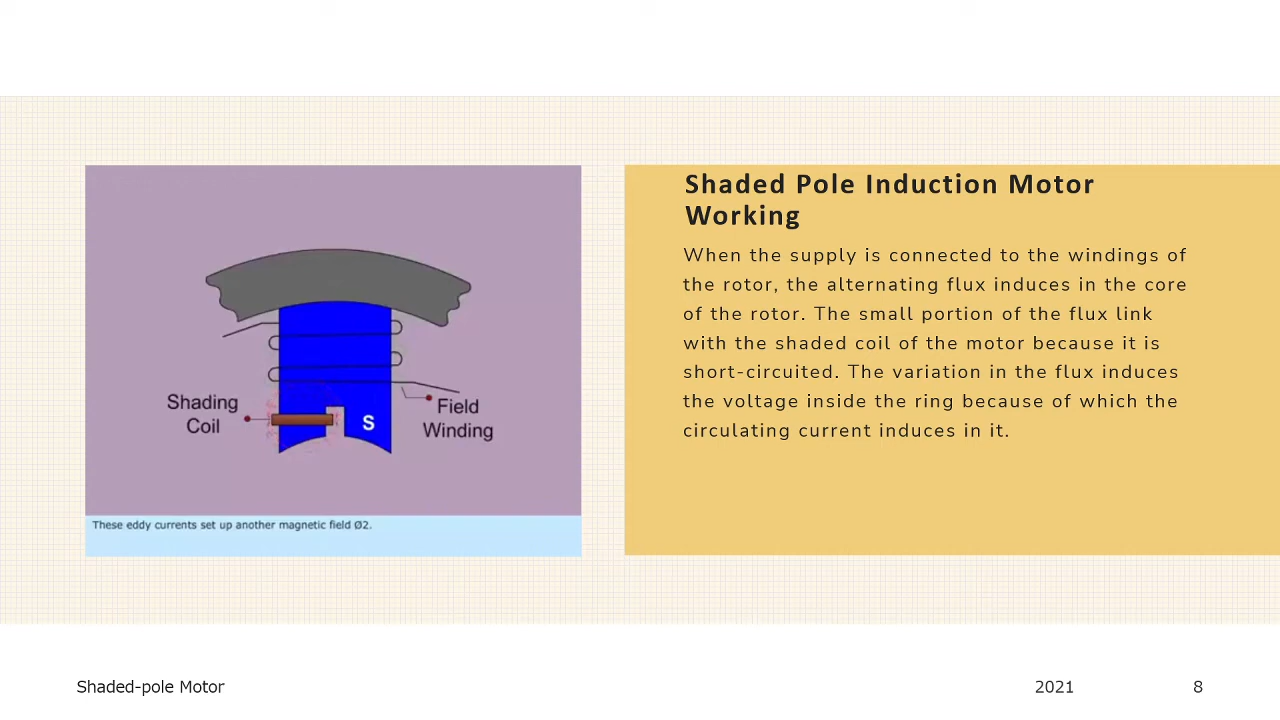 Shading
Coil
S
Field
Winding
These eddy currents set up another magnetic field Ø2.
Shaded Pole Induction Motor
Working
When the supply is connected to the windings of
the rotor, the alternating flux induces in the core
of the rotor. The small portion of the flux link
with the shaded coil of the motor because it is
short-circuited. The variation in the flux induces
the voltage inside the ring because of which the
circulating current induces in it.
Shaded-pole Motor
2021
8